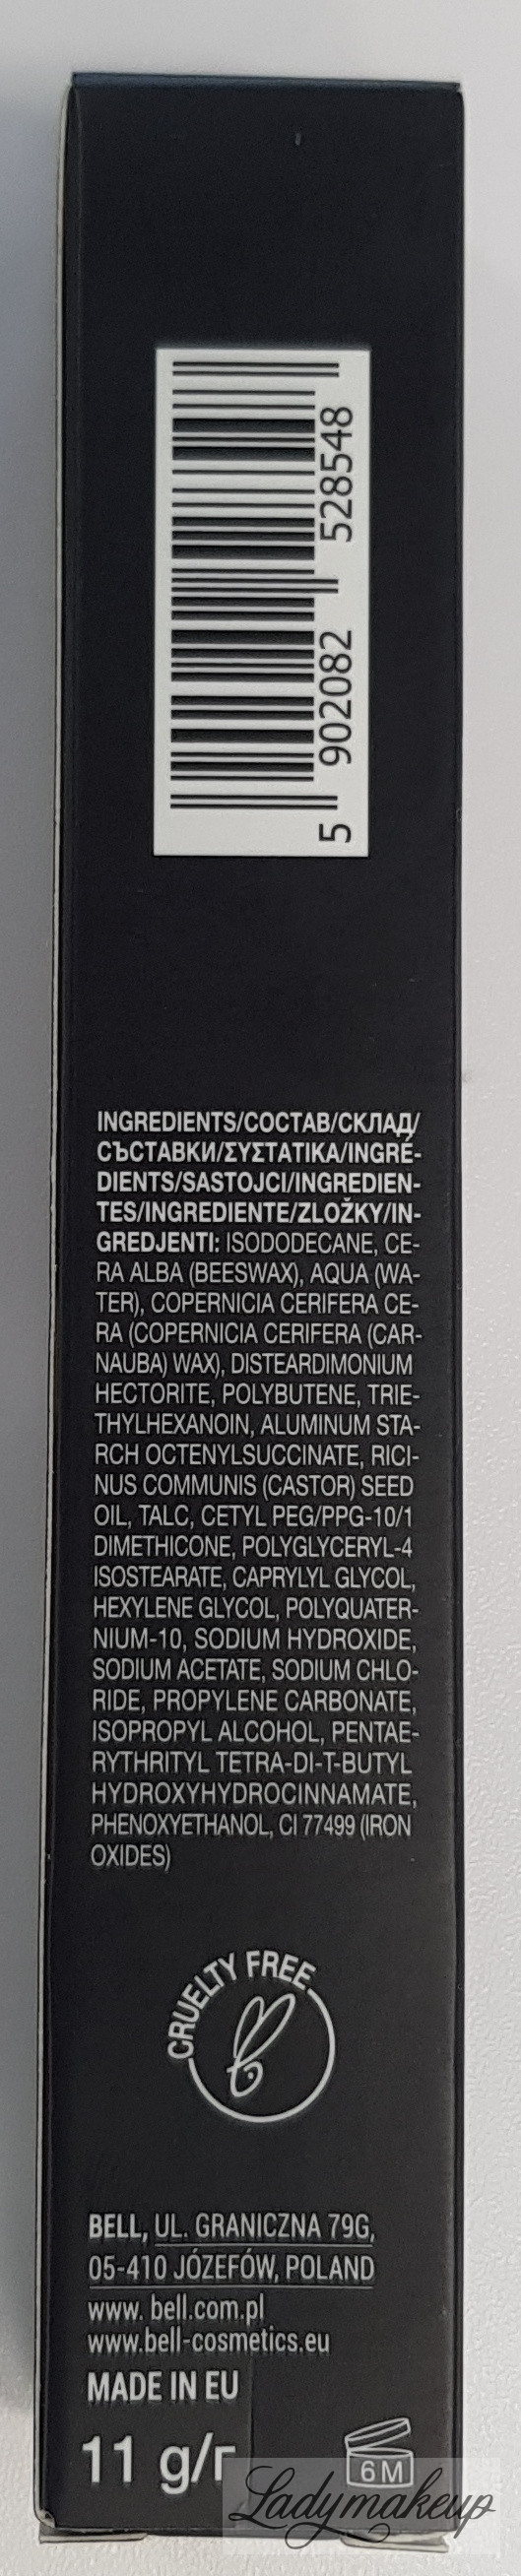 5 902082 528548
INGREDIENTS/СОСТАВ/СКЛАД/
СЪСТАВКИ/ΣΥΣΤΑΤΙΚΑ/INGRÉ-
DIENTS/SASTOJCI/INGREDIEN-
TES/INGREDIENTE/ZLOŽKY/IN-
GREDJENTI: ISODODECANE, CE-
RA ALBA (BEESWAX), AQUA (WA-
TER), COPERNICIA CERIFERA CE-
RA (COPERNICIA CERIFERA (CAR-
NAUBA) WAX), DISTEARDIMONIUM
HECTORITE, POLYBUTENE, TRIE-
THYLHEXANOIN, ALUMINUM STA-
RCH OCTENYLSUCCINATE, RICI-
NUS COMMUNIS (CASTOR) SEED
OIL, TALC, CETYL PEG/PPG-10/1
DIMETHICONE, POLYGLYCERYL-4
ISOSTEARATE, CAPRYLYL GLYCOL,
HEXYLENE GLYCOL, POLYQUATER-
NIUM-10, SODIUM HYDROXIDE,
SODIUM ACETATE, SODIUM CHLO-
RIDE, PROPYLENE CARBONATE,
ISOPROPYL ALCOHOL, PENTAE-
RYTHRITYL TETRA-DI-T-BUTYL
HYDROXYHYDROCINNAMATE,
PHENOXYETHANOL, CI 77499 (IRON
OXIDES)
CRUELTY FREE
BELL, UL. GRANICZNA 79G,
05-410 JÓZEFÓW, POLAND
www. bell.com.pl
www.bell-cosmetics.eu
MADE IN EU
11 g/г
6 M
Ladymakeup